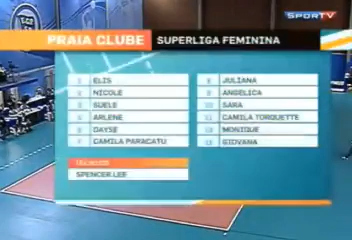 SPORTV
PRAIA CLUBE SUPERLIGA FEMININA
ELIS
NICOLE
SUELE
ARLENE
DAYSE
CAMILA PARACATU
JULIANA
ANGELICA
SARA
CAMILA TORQUETTE
MONIQUE
GIOVANA
SPENCER LEE